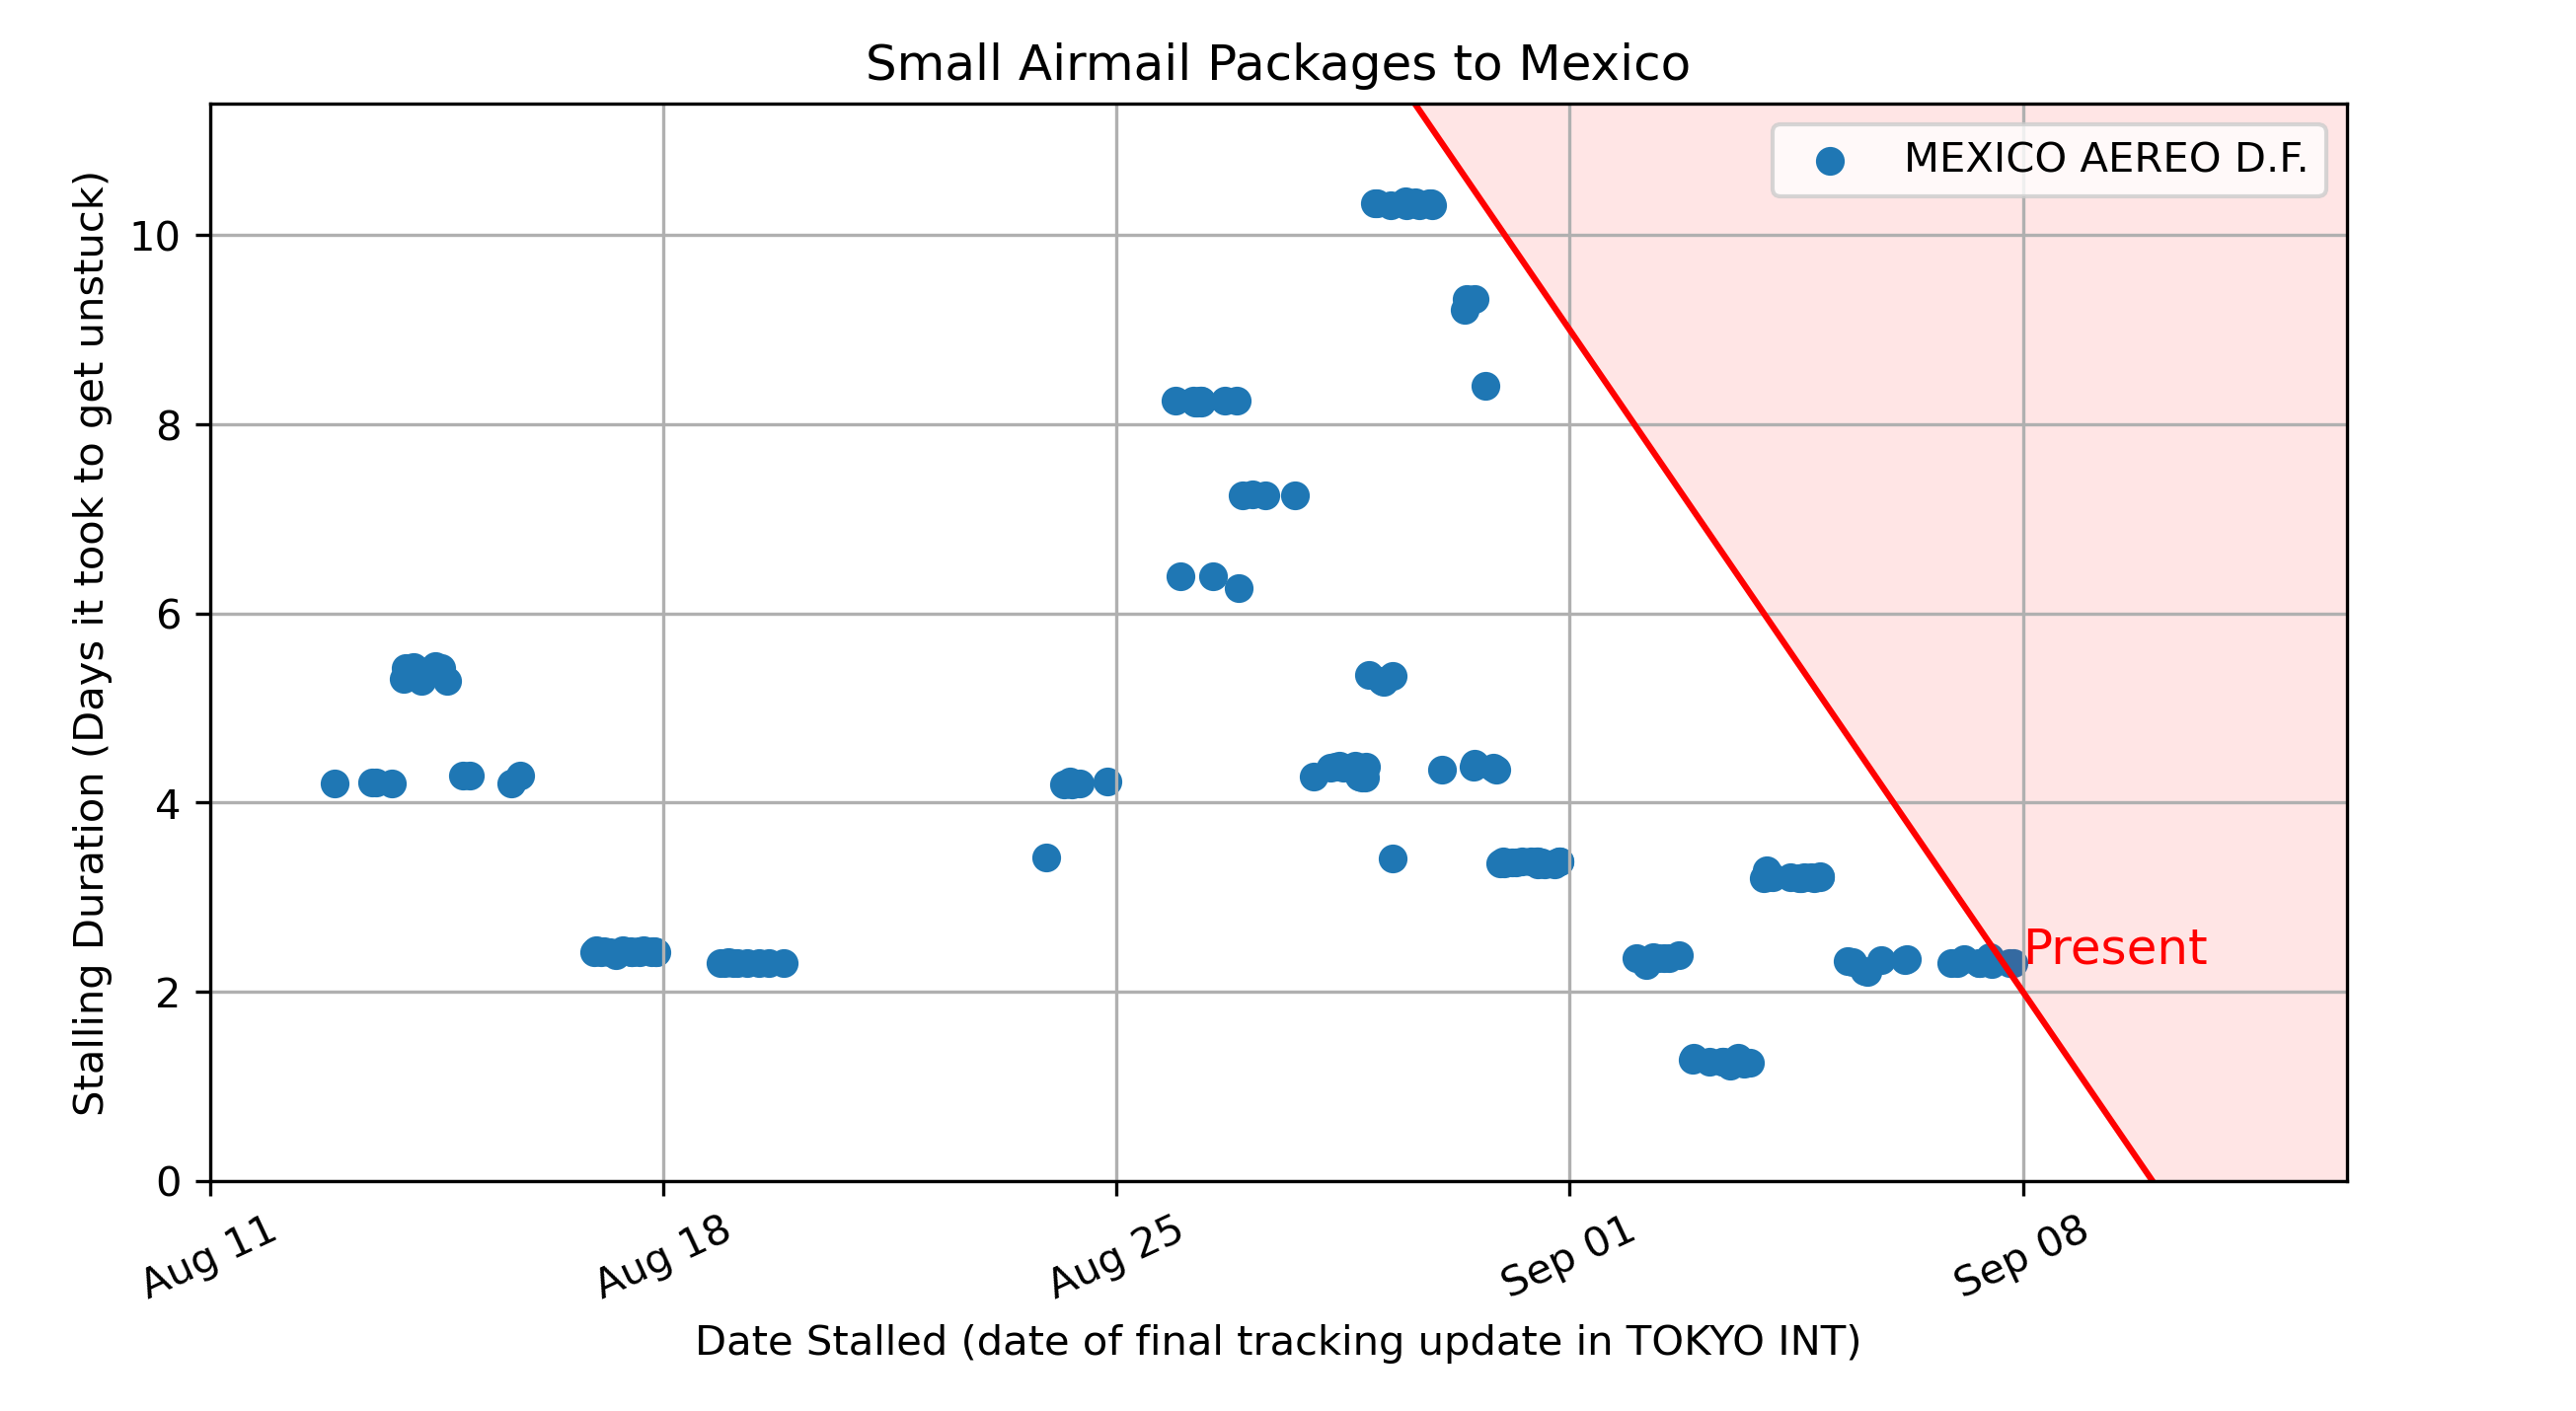 Small Airmail Packages to Mexico
MEXICO AEREO D.F.
Stalling Duration (Days it took to get unstuck)
10
8
6
4
2
0
Present
Aug 11
Aug 18
Aug 25
Sep 01
Sep 08
Date Stalled (date of final tracking update in TOKYO INT)